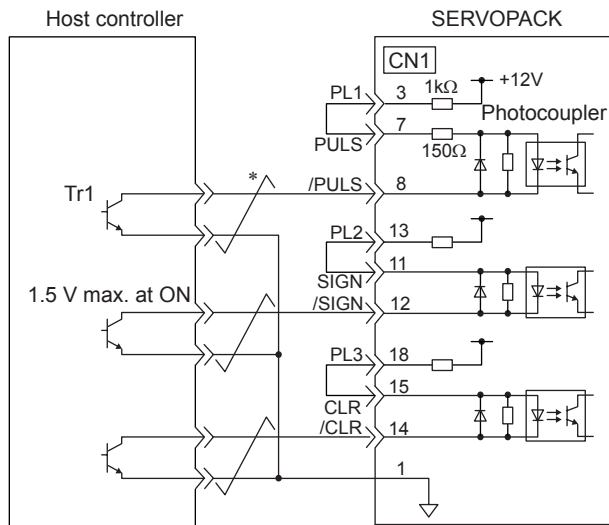 Host controller
SERVOPACK
CN1
PL1
3
1kΩ
+12V
Photocoupler
7
PULS
150Ω
*
/PULS
8
Tr1
PL2
13
11
SIGN
1.5 V max. at ON
/SIGN
12
PL3
18
15
CLR
/CLR
14
1